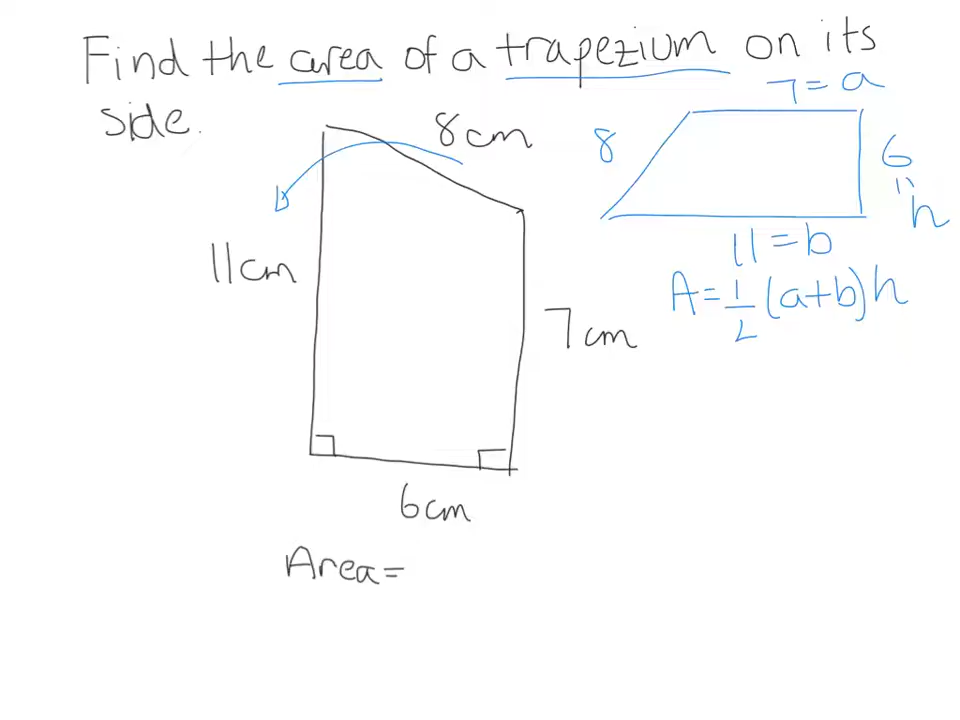 Find the area of a trapezium on its
side.
8cm
11cm
7cm
6cm
Area=
7=a
8
6
=
h
11=b
A=1/2(a+b)h